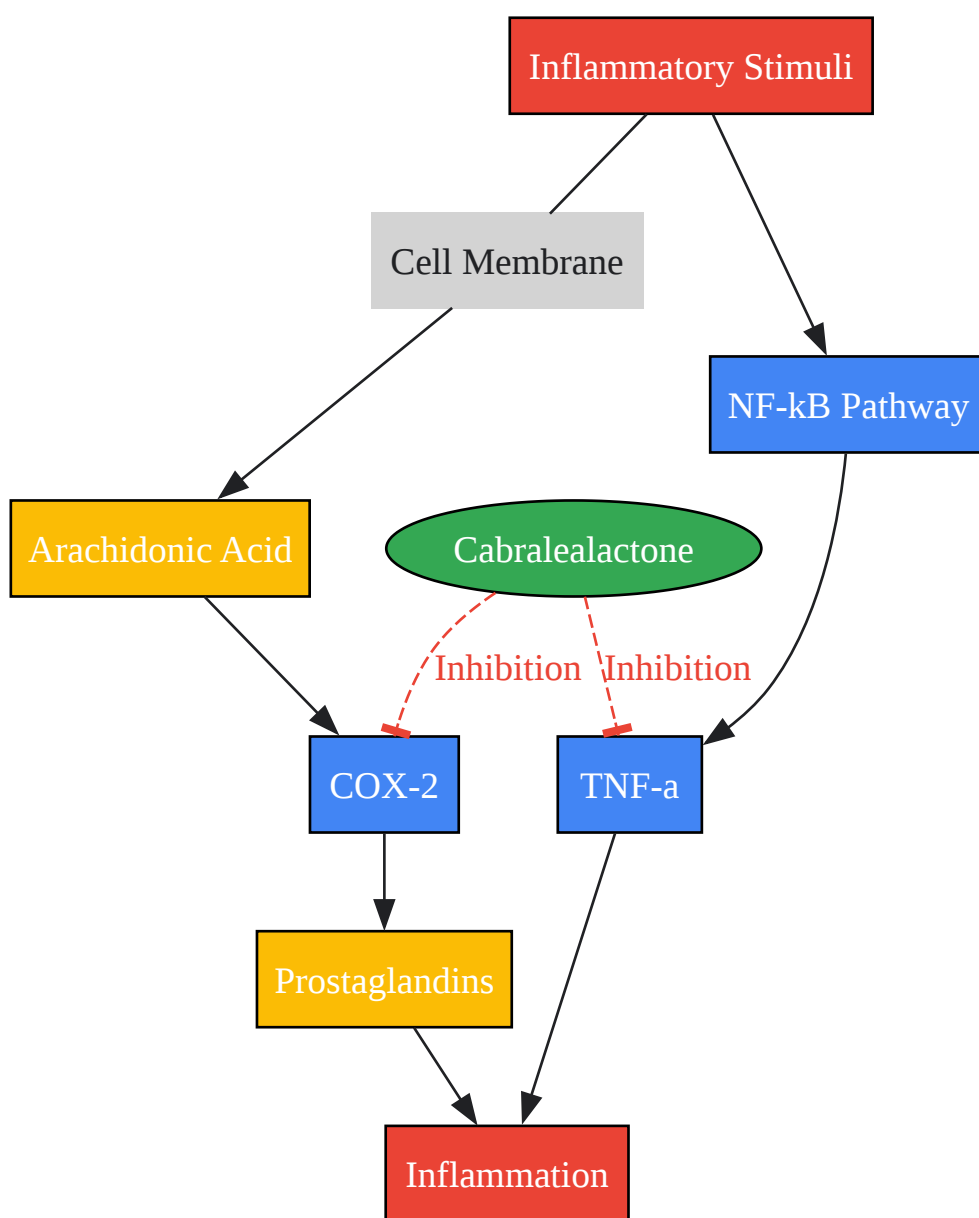 Inflammatory Stimuli
Cell Membrane
NF-kB Pathway
Arachidonic Acid
Cabralealactone
Inhibition
Inhibition
COX-2
TNF-a
Prostaglandins
Inflammation